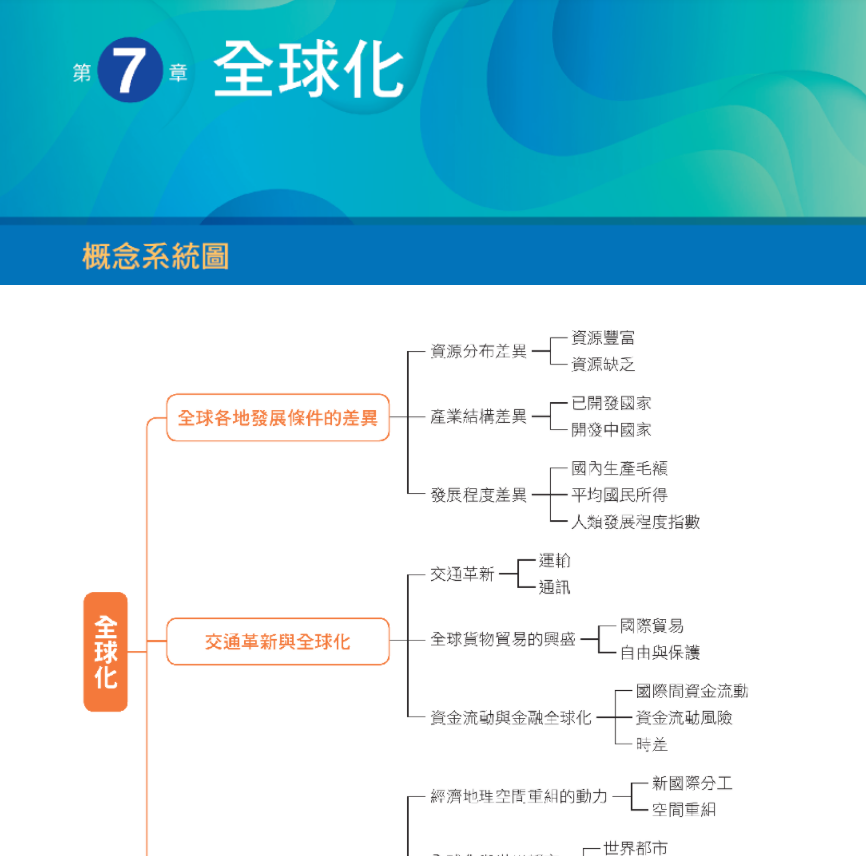 第7章 全球化
概念系統圖
資源分布差異
資源豐富
資源缺乏
全球各地發展條件的差異
產業結構差異
已開發國家
開發中國家
發展程度差異
國內生產毛額
平均國民所得
人類發展程度指數
全球化
交通革新與全球化
交通革新
運輸
通訊
全球貨物貿易的興盛
國際貿易
自由與保護
資金流動與金融全球化
國際間資金流動
資金流動風險
時差
經濟地理空間重組的動力
新國際分工
空間重組
世界都市